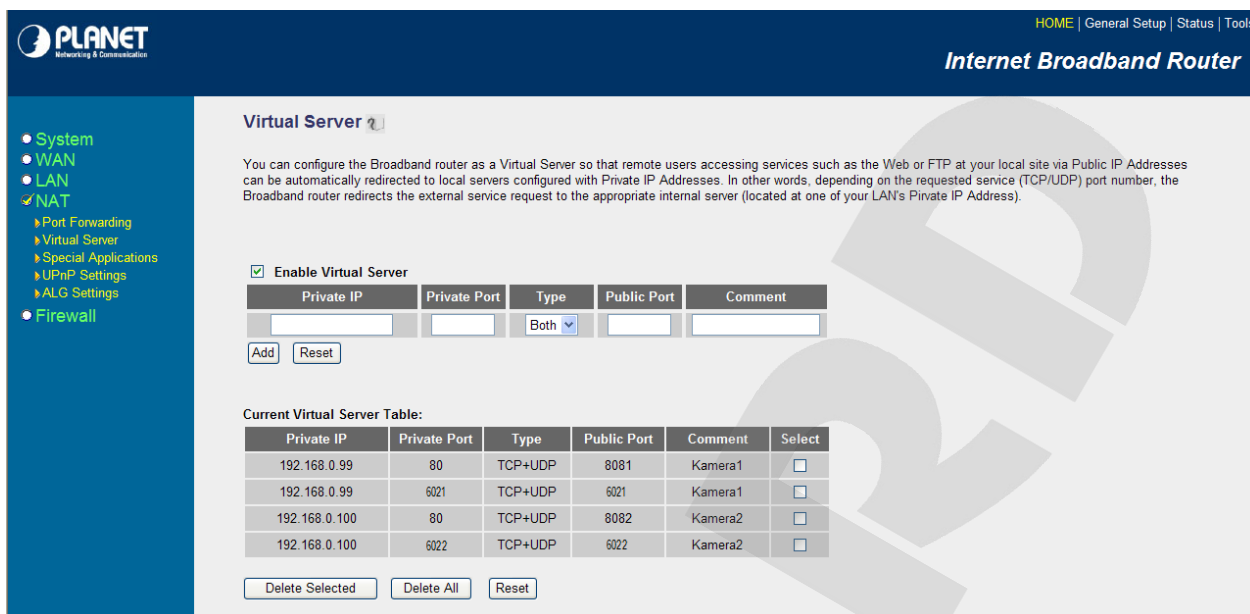 PLANET
Networking & Communication
HOME | General Setup | Status | Tools
Internet Broadband Router
System
WAN
LAN
NAT
Port Forwarding
Virtual Server
Special Applications
UPnP Settings
ALG Settings
Firewall
Virtual Server
You can configure the Broadband router as a Virtual Server so that remote users accessing services such as the Web or FTP at your local site via Public IP Addresses
can be automatically redirected to local servers configured with Private IP Addresses. In other words, depending on the requested service (TCP/UDP) port number, the
Broadband router redirects the external service request to the appropriate internal server (located at one of your LAN's Pirivate IP Address).
Enable Virtual Server
Private IP Private Port Type Public Port Comment
Both
Add Reset
Current Virtual Server Table:
Private IP Private Port Type Public Port Comment Select
192.168.0.99 80 TCP+UDP 8081 Kamera1
192.168.0.99 6021 TCP+UDP 6021 Kamera1
192.168.0.100 80 TCP+UDP 8082 Kamera2
192.168.0.100 6022 TCP+UDP 6022 Kamera2
Delete Selected Delete All Reset
RD